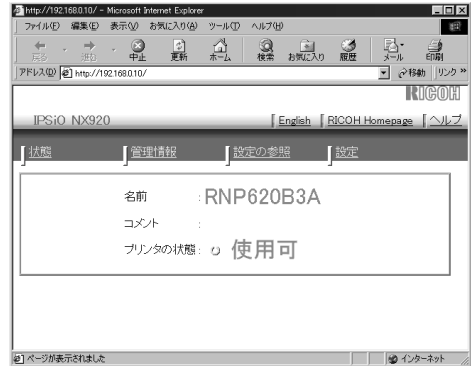 http://192.168.0.10/ - Microsoft Internet Explorer
ファイル(F) 編集(E) 表示(V) お気に入り(A) ツール(T) ヘルプ(H)
戻る 進む 中止 更新 ホーム 検索 お気に入り 履歴 メール 印刷
アドレス(D) http://192.168.0.10/ 移動 リンク »
RICOH
IPSiO NX920 English RICOH Homepage ヘルプ
状態 管理情報 設定の参照 設定
名前 : RNP620B3A
コメント :
プリンタの状態 : 使用可
ページが表示されました インターネット